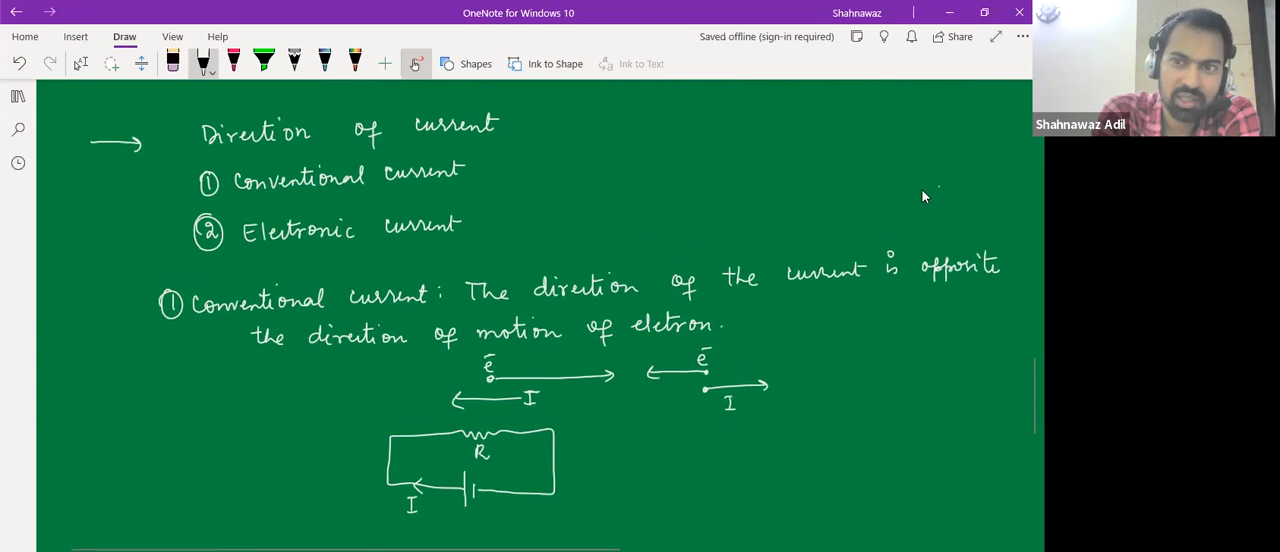 OneNote for Windows 10
Shahnawaz
Home Insert Draw View Help
Saved offline (sign-in required)
Share
Shapes
Ink to Shape
Ink to Text
Shahnawaz Adil
Direction of current
① Conventional current
② Electronic current
① Conventional current: The direction of the current is opposite
the direction of motion of eletron.
e̅
e̅
I
I
R
I